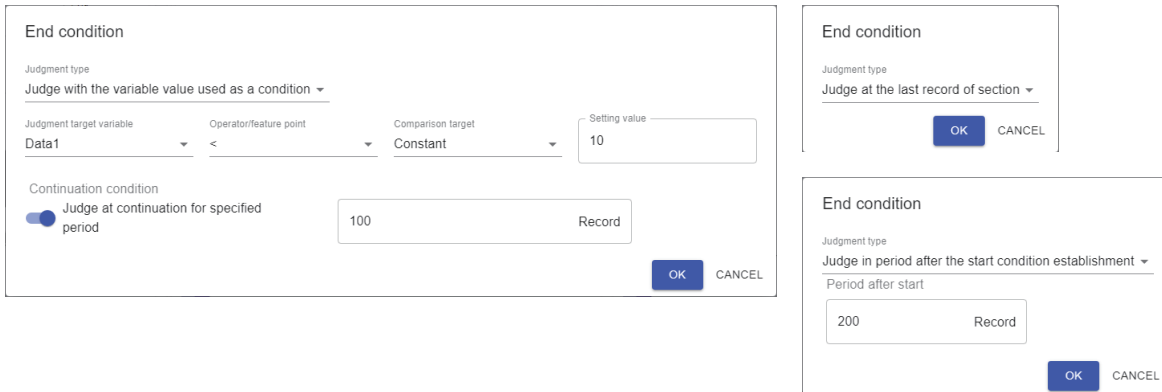 End condition
Judgment type
Judge with the variable value used as a condition
Judgment target variable
Operator/feature point
Comparison target
Setting value
Data1
<
Constant
10
Continuation condition
Judge at continuation for specified
period
100
Record
OK
CANCEL
End condition
Judgment type
Judge at the last record of section
OK
CANCEL
End condition
Judgment type
Judge in period after the start condition establishment
Period after start
200
Record
OK
CANCEL